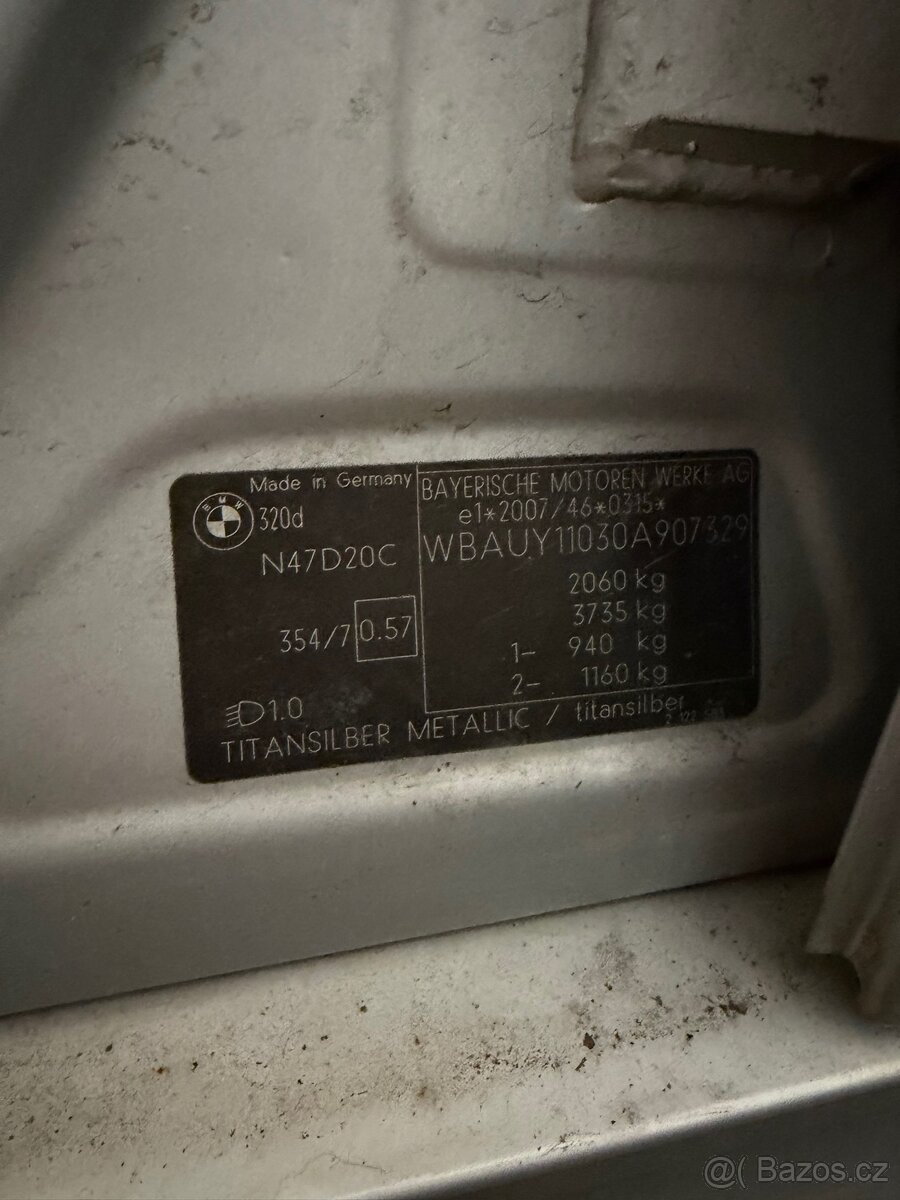 Made in Germany
BMW
320d
N47D20C
354/7 0.57
1.0
TITANSILBER METALLIC / titansilber
BAYERISCHE MOTOREN WERKE AG
e1*2007/46*0315*
WBAUY11030A907329
2060 kg
3735 kg
1- 940 kg
2- 1160 kg
@( Bazos.cz